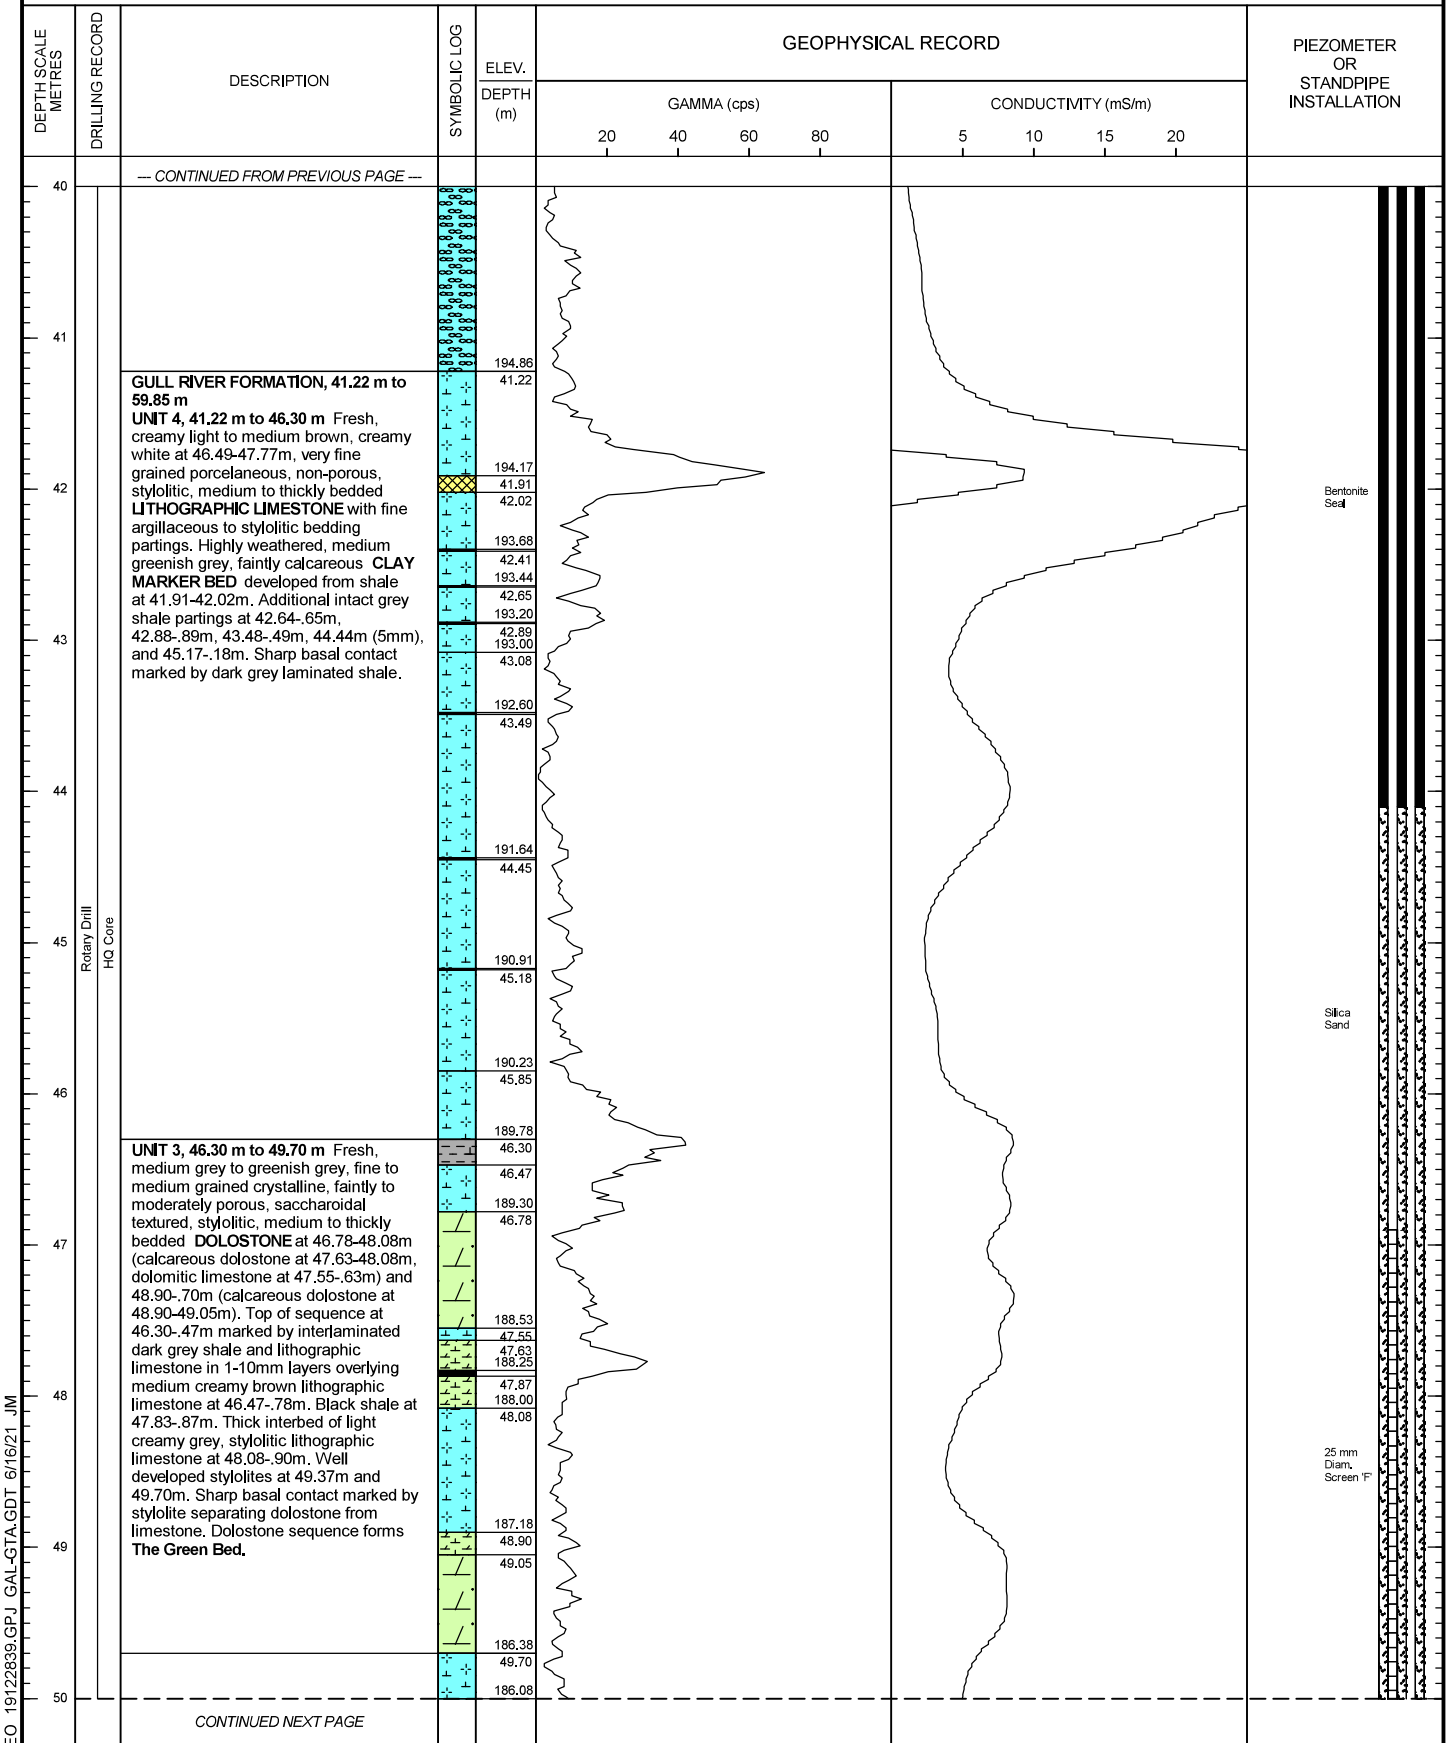 DEPTH SCALE
METRES
DRILLING RECORD
DESCRIPTION
SYMBOLIC LOG
ELEV.
DEPTH
(m)
GEOPHYSICAL RECORD
GAMMA (cps)
20 40 60 80
CONDUCTIVITY (mS/m)
5 10 15 20
PIEZOMETER
OR
STANDPIPE
INSTALLATION
--- CONTINUED FROM PREVIOUS PAGE ---
40
41
42
43
44
45
46
47
48
49
50
Rotary Drill
HQ Core
GULL RIVER FORMATION, 41.22 m to
59.85 m
UNIT 4, 41.22 m to 46.30 m Fresh,
creamy light to medium brown, creamy
white at 46.49-47.77m, very fine
grained porcelaneous, non-porous,
stylolitic, medium to thickly bedded
LITHOGRAPHIC LIMESTONE with fine
argillaceous to stylolitic bedding
partings. Highly weathered, medium
greenish grey, faintly calcareous CLAY
MARKER BED developed from shale
at 41.91-42.02m. Additional intact grey
shale partings at 42.64-.65m,
42.88-.89m, 43.48-.49m, 44.44m (5mm),
and 45.17-.18m. Sharp basal contact
marked by dark grey laminated shale.
UNIT 3, 46.30 m to 49.70 m Fresh,
medium grey to greenish grey, fine to
medium grained crystalline, faintly to
moderately porous, saccharoidal
textured, stylolitic, medium to thickly
bedded DOLOSTONE at 46.78-48.08m
(calcareous dolostone at 47.63-48.08m,
dolomitic limestone at 47.55-.63m) and
48.90-.70m (calcareous dolostone at
48.90-49.05m). Top of sequence at
46.30-.47m marked by interlaminated
dark grey shale and lithographic
limestone in 1-10mm layers overlying
medium creamy brown lithographic
limestone at 46.47-.78m. Black shale at
47.83-.87m. Thick interbed of light
creamy grey, stylolitic lithographic
limestone at 48.08-.90m. Well
developed stylolites at 49.37m and
49.70m. Sharp basal contact marked by
stylolite separating dolostone from
limestone. Dolostone sequence forms
The Green Bed.
CONTINUED NEXT PAGE
194.86
41.22
194.17
41.91
42.02
193.68
42.41
193.44
42.65
193.20
42.89
193.00
43.08
192.60
43.49
191.64
44.45
190.91
45.18
190.23
45.85
189.78
46.30
46.47
189.30
46.78
188.53
47.55
47.63
188.25
47.87
188.00
48.08
187.18
48.90
49.05
186.38
49.70
186.08
Bentonite
Seal
Silica
Sand
25 mm
Diam.
Screen 'F'
EO 19122839.GPJ GAL-GTA.GDT 6/16/21 JM